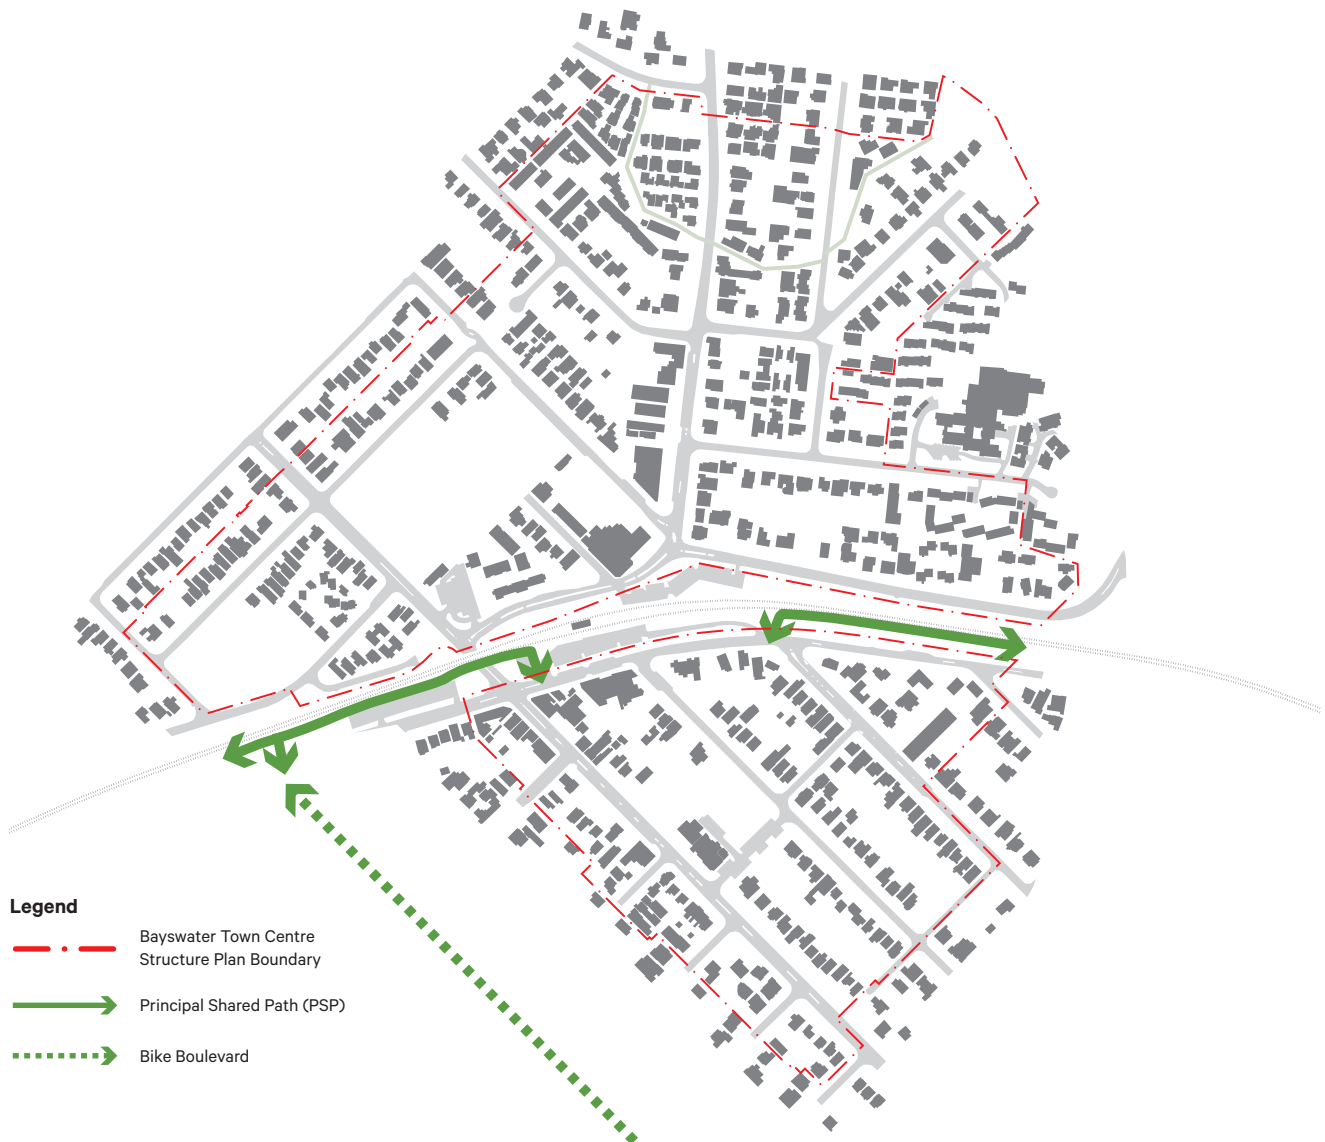 Legend
Bayswater Town Centre
Structure Plan Boundary
Principal Shared Path (PSP)
Bike Boulevard